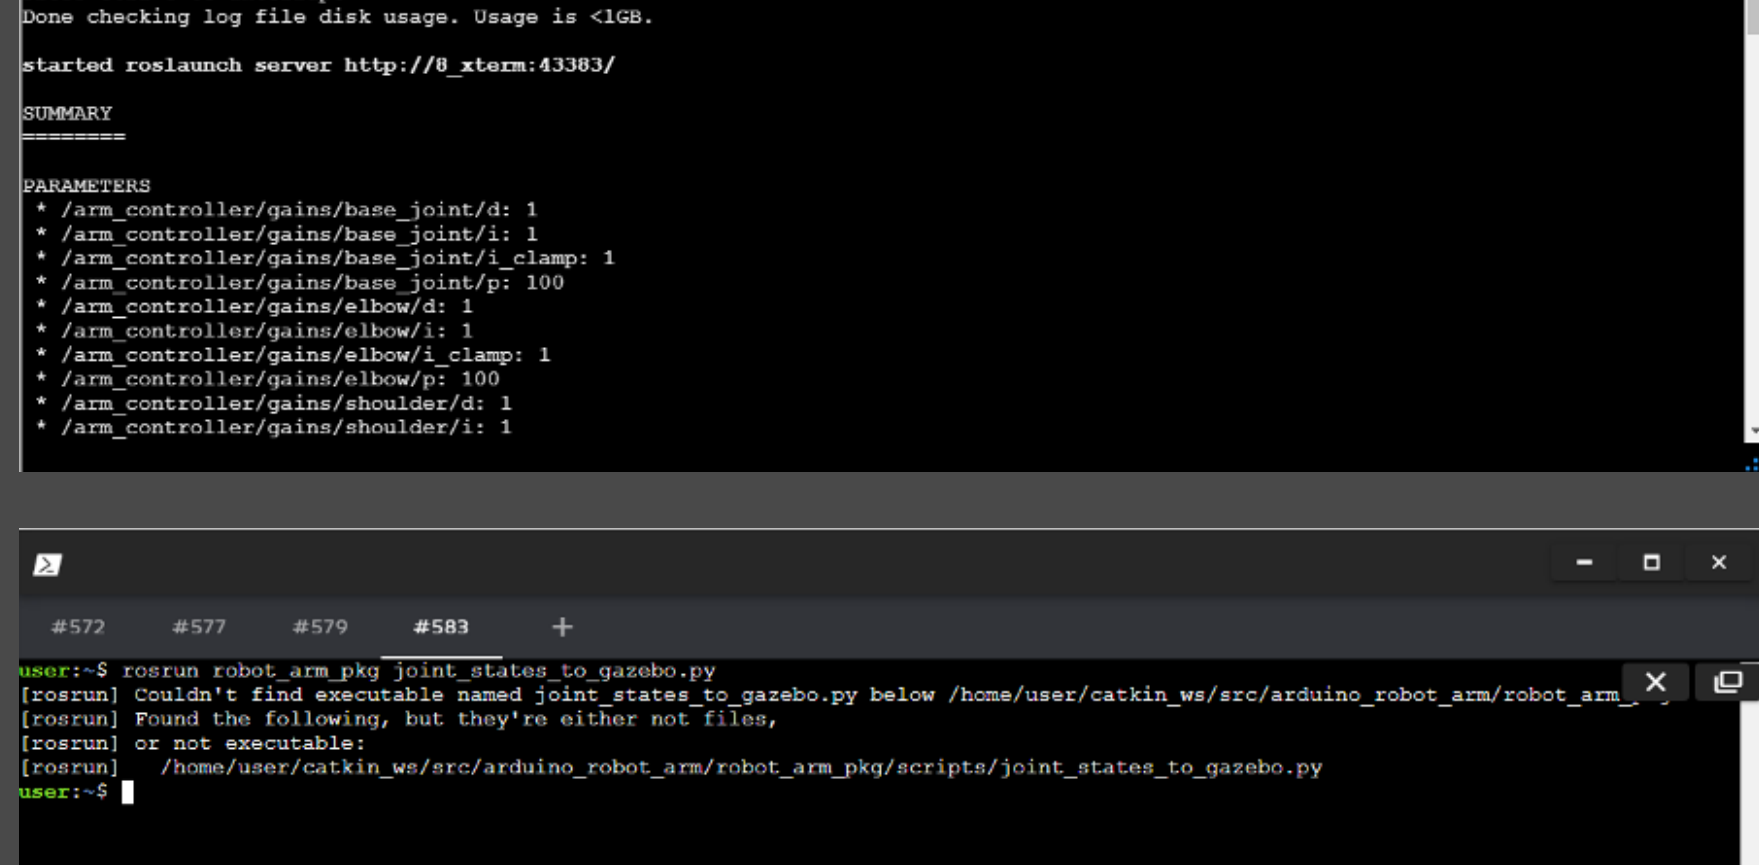 Done checking log file disk usage. Usage is <1GB.
started roslaunch server http://8_xterm:43383/
SUMMARY
========
PARAMETERS
* /arm_controller/gains/base_joint/d: 1
* /arm_controller/gains/base_joint/i: 1
* /arm_controller/gains/base_joint/i_clamp: 1
* /arm_controller/gains/base_joint/p: 100
* /arm_controller/gains/elbow/d: 1
* /arm_controller/gains/elbow/i: 1
* /arm_controller/gains/elbow/i_clamp: 1
* /arm_controller/gains/elbow/p: 100
* /arm_controller/gains/shoulder/d: 1
* /arm_controller/gains/shoulder/i: 1
#572 #577 #579 #583 +
user:~$ rosrun robot_arm_pkg joint_states_to_gazebo.py
[rosrun] Couldn't find executable named joint_states_to_gazebo.py below /home/user/catkin_ws/src/arduino_robot_arm/robot_arm_
[rosrun] Found the following, but they're either not files,
[rosrun] or not executable:
[rosrun]   /home/user/catkin_ws/src/arduino_robot_arm/robot_arm_pkg/scripts/joint_states_to_gazebo.py
user:~$